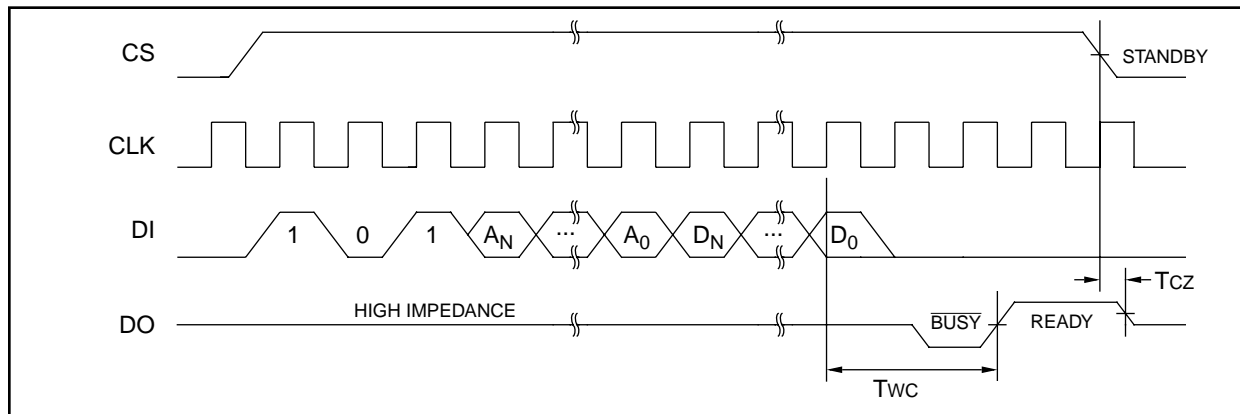 CS
STANDBY
CLK
DI
1 0 1 AN ... A0 DN ... D0
TCZ
DO
HIGH IMPEDANCE
BUSY
READY
TWC